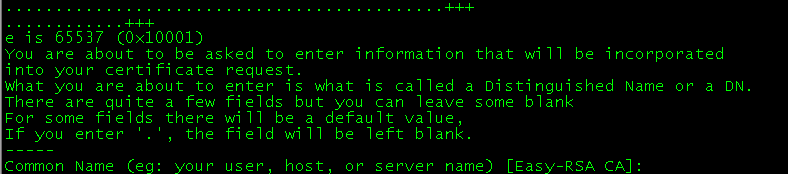 ............................................+++
............+++
e is 65537 (0x10001)
You are about to be asked to enter information that will be incorporated
into your certificate request.
What you are about to enter is what is called a Distinguished Name or a DN.
There are quite a few fields but you can leave some blank
For some fields there will be a default value,
If you enter '.', the field will be left blank.
-----
Common Name (eg: your user, host, or server name) [Easy-RSA CA]: